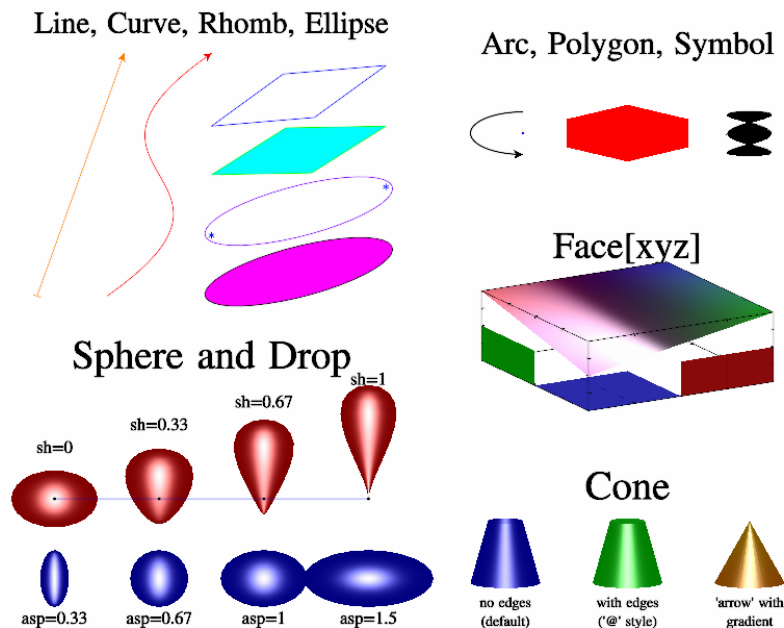 Line, Curve, Rhomb, Ellipse
Arc, Polygon, Symbol
Face[xyz]
Sphere and Drop
sh=0
sh=0.33
sh=0.67
sh=1
asp=0.33
asp=0.67
asp=1
asp=1.5
Cone
no edges
(default)
with edges
('@' style)
'arrow' with
gradient